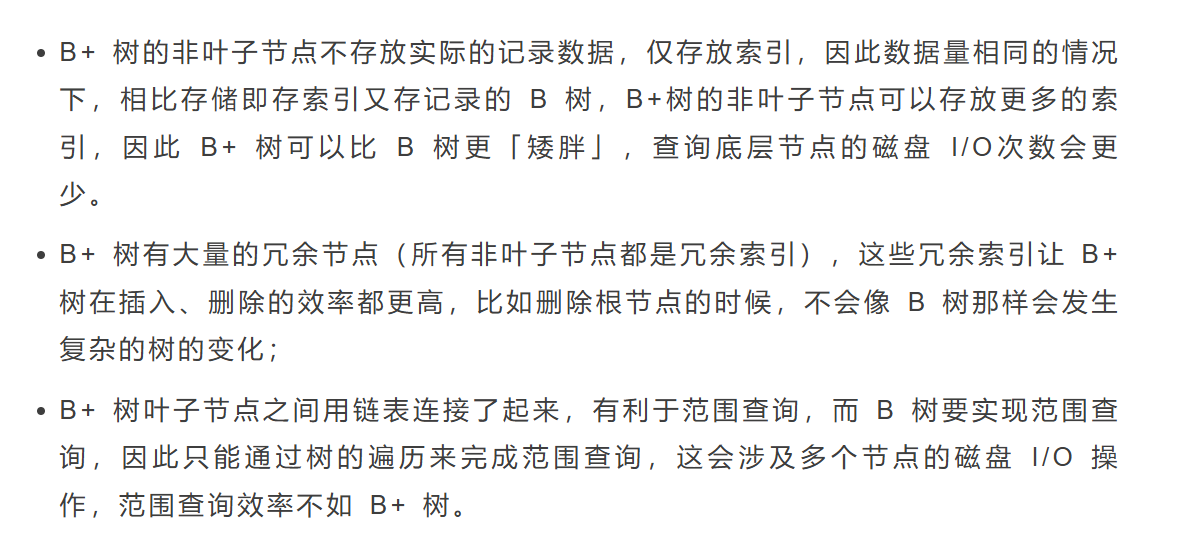 • B+ 树的非叶子节点不存放实际的记录数据，仅存放索引，因此数据量相同的情况
下，相比存储即存索引又存记录的 B 树，B+树的非叶子节点可以存放更多的索
引，因此 B+ 树可以比 B 树更「矮胖」，查询底层节点的磁盘 I/O次数会更
少。
• B+ 树有大量的冗余节点（所有非叶子节点都是冗余索引），这些冗余索引让 B+
树在插入、删除的效率都更高，比如删除根节点的时候，不会像 B 树那样会发生
复杂的树的变化；
• B+ 树叶子节点之间用链表连接了起来，有利于范围查询，而 B 树要实现范围查
询，因此只能通过树的遍历来完成范围查询，这会涉及多个节点的磁盘 I/O 操
作，范围查询效率不如 B+ 树。